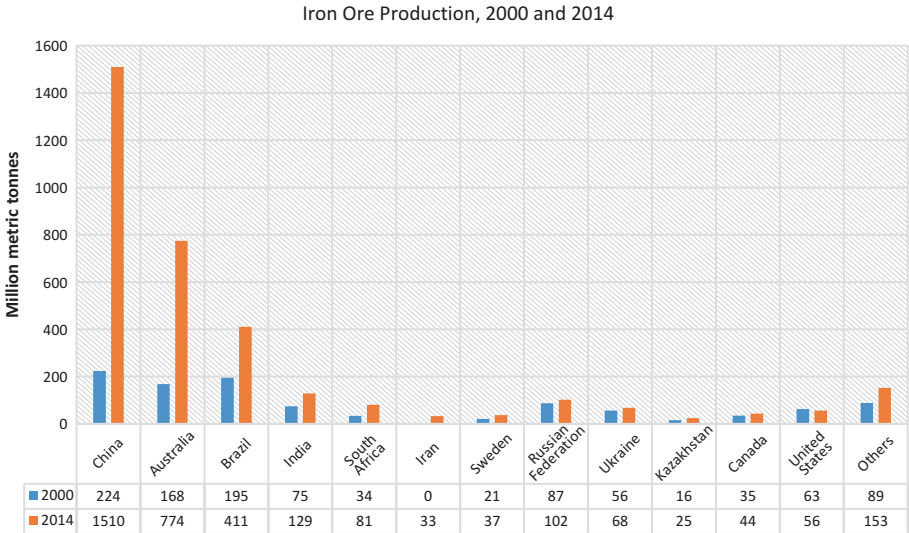 Iron Ore Production, 2000 and 2014
Million metric tonnes
1600
1400
1200
1000
800
600
400
200
0
China
Australia
Brazil
India
South
Africa
Iran
Sweden
Russian
Federation
Ukraine
Kazakhstan
Canada
United
States
Others
2000 224 168 195 75 34 0 21 87 56 16 35 63 89
2014 1510 774 411 129 81 33 37 102 68 25 44 56 153